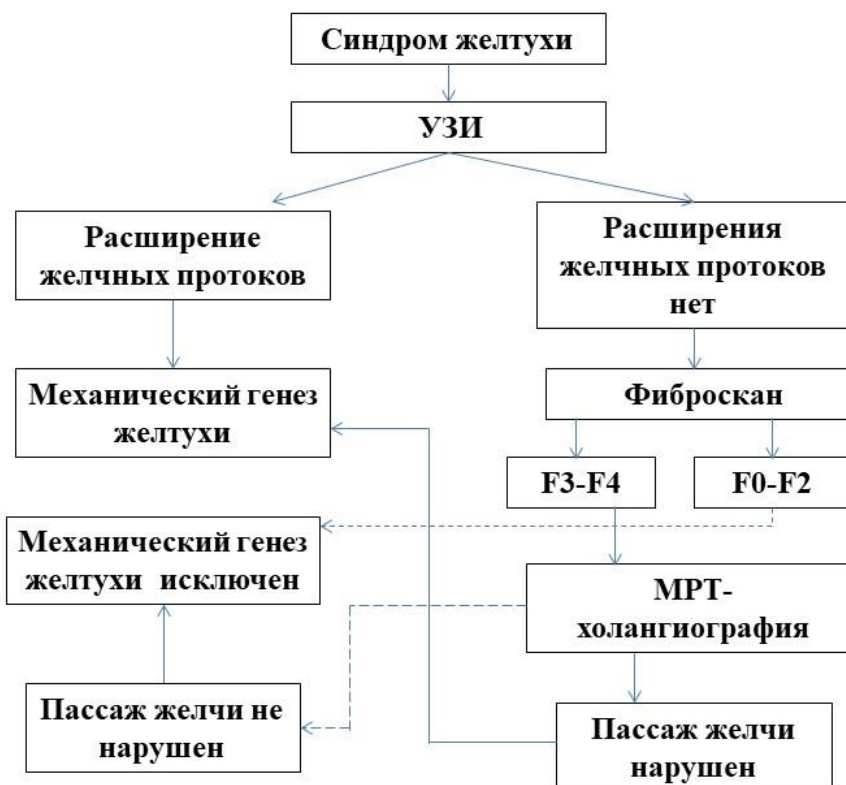 Синдром желтухи
УЗИ
Расширение
желчных протоков
Расширения
желчных протоков
нет
Механический генез
желтухи
Фиброскан
F3-F4
F0-F2
Механический генез
желтухи исключен
МРТ-
холангиография
Пассаж желчи не
нарушен
Пассаж желчи
нарушен